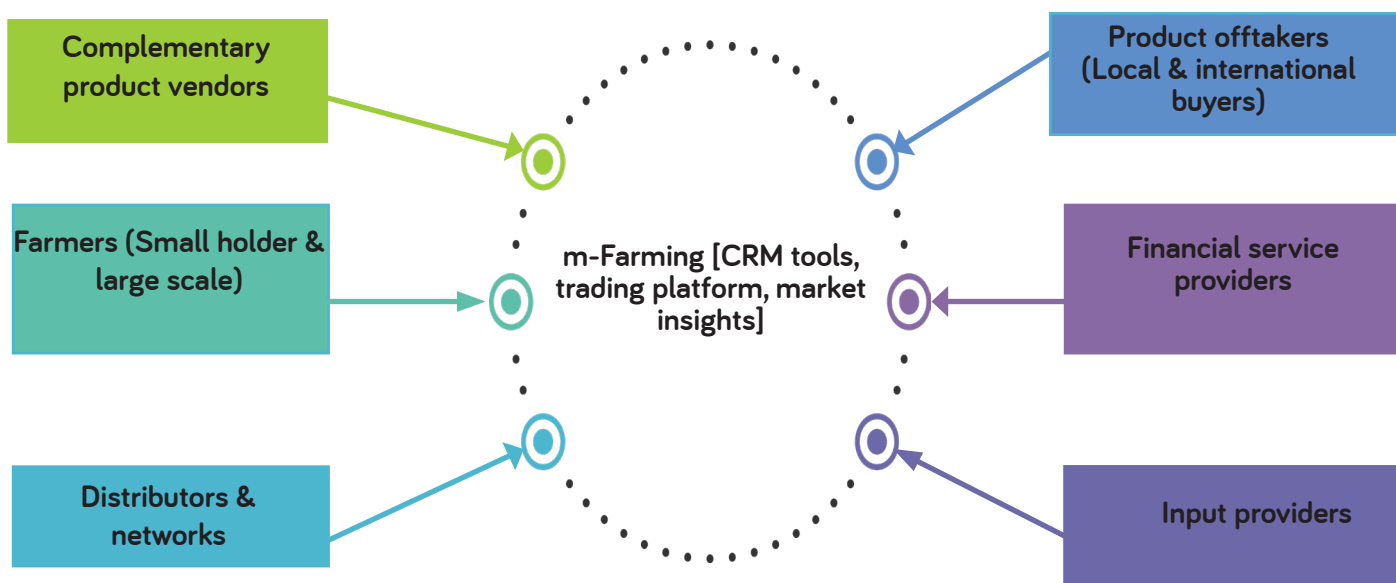 Complementary
product vendors
Product offtakers
(Local & international
buyers)
Farmers (Small holder &
large scale)
m-Farming [CRM tools,
trading platform, market
insights]
Financial service
providers
Distributors &
networks
Input providers